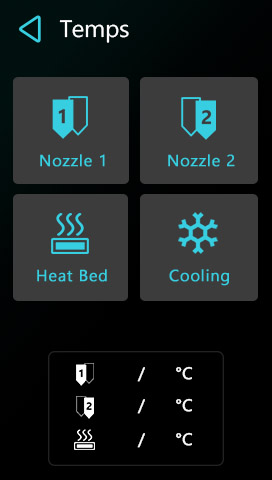 Temps
1 2
Nozzle 1 Nozzle 2
Heat Bed Cooling
1 / °C
2 / °C
/ °C